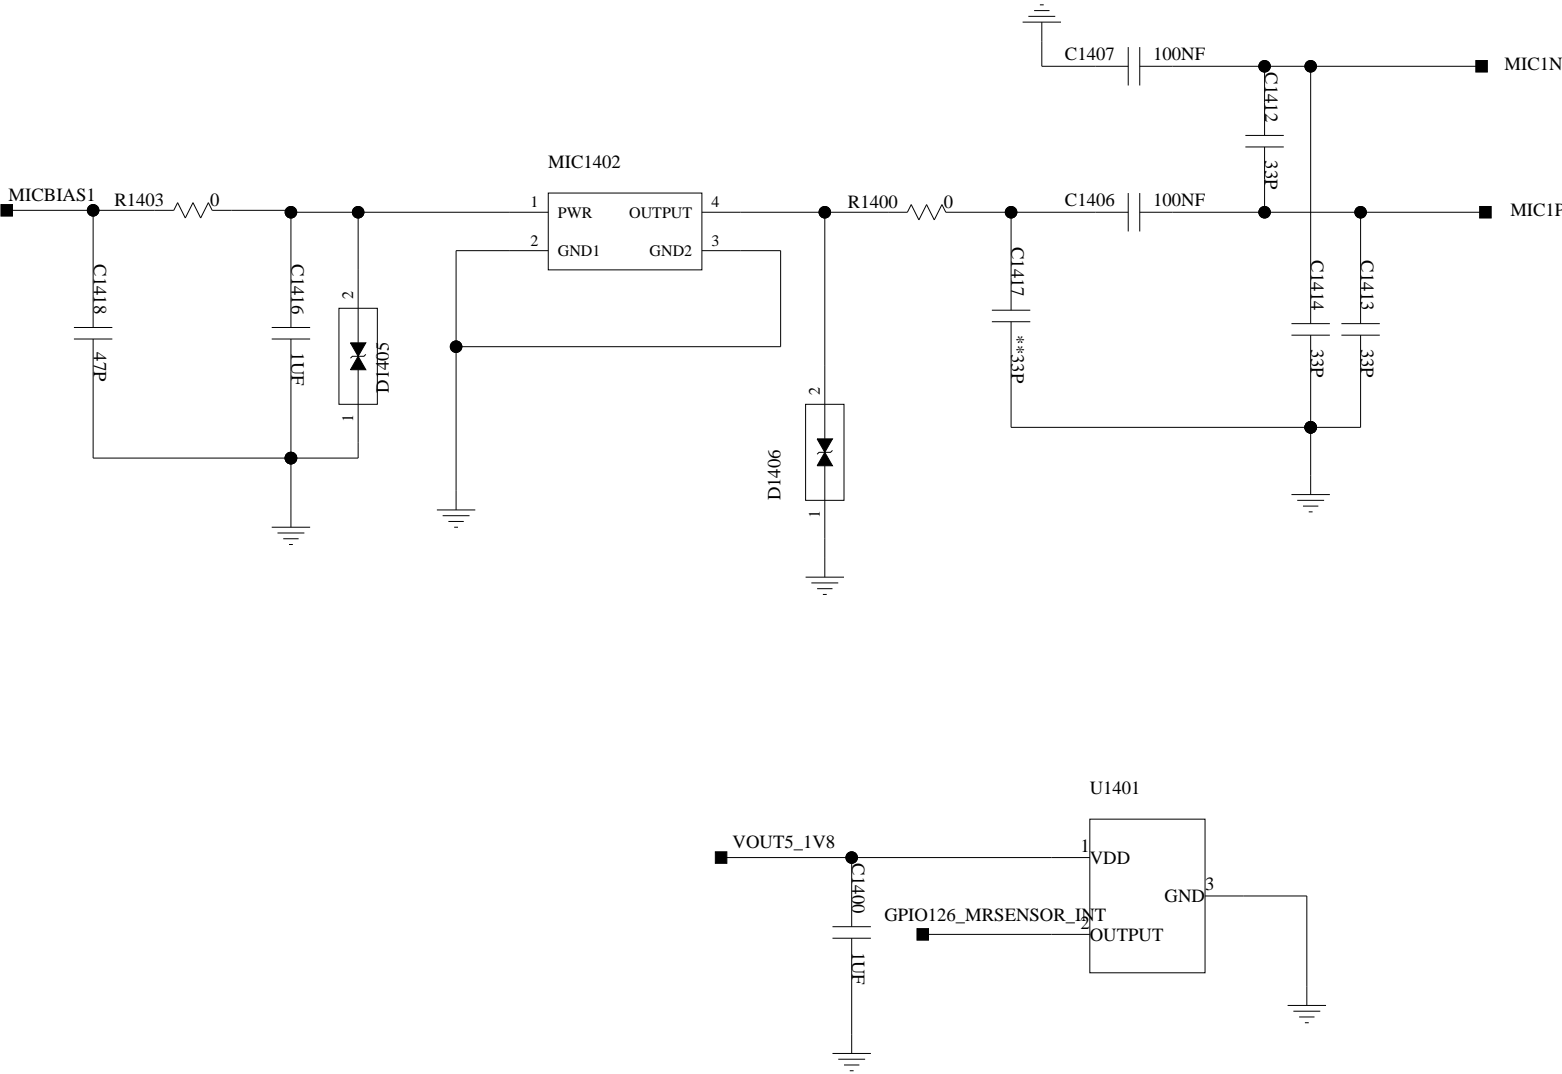 C1407 100NF
MIC1N
C1412
33P
MIC1402
MICBIAS1
R1403 0
1 PWR OUTPUT 4
2 GND1 GND2 3
R1400 0
C1406 100NF
MIC1P
C1418
47P
C1416
1UF
2
D1405
1
C1417
**33P
C1414
33P
C1413
33P
2
D1406
1
U1401
VOUT5_1V8
1 VDD
C1400
1UF
GND 3
GPIO126_MRSENSOR_INT
2 OUTPUT